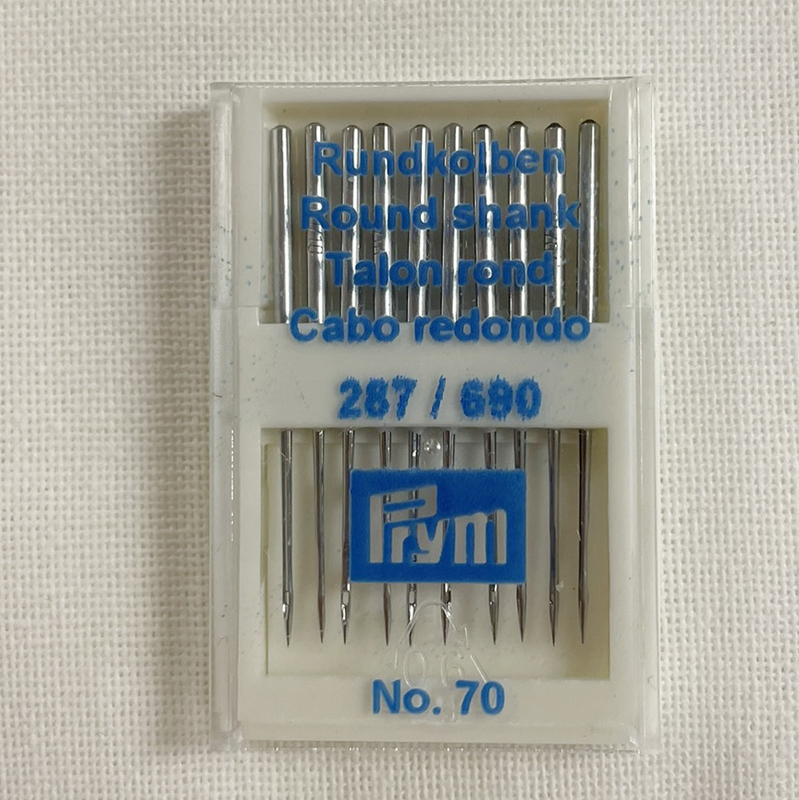 Rundkolben
Round shank
Talon rond
Cabo redondo
287 / 690
Prym
No. 70